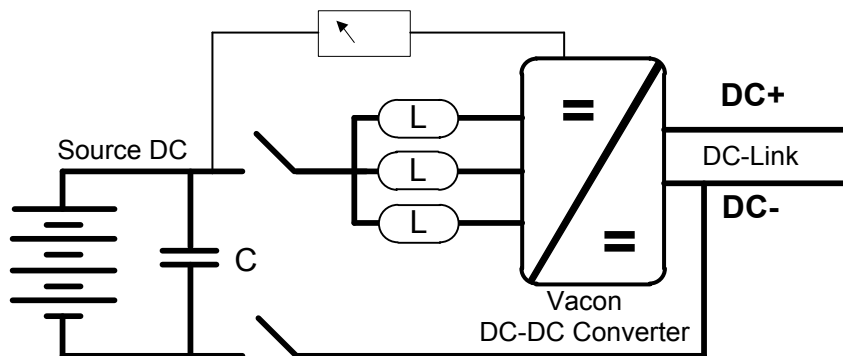 L
DC+
Source DC
L
DC-Link
L
DC-
C
Vacon
DC-DC Converter